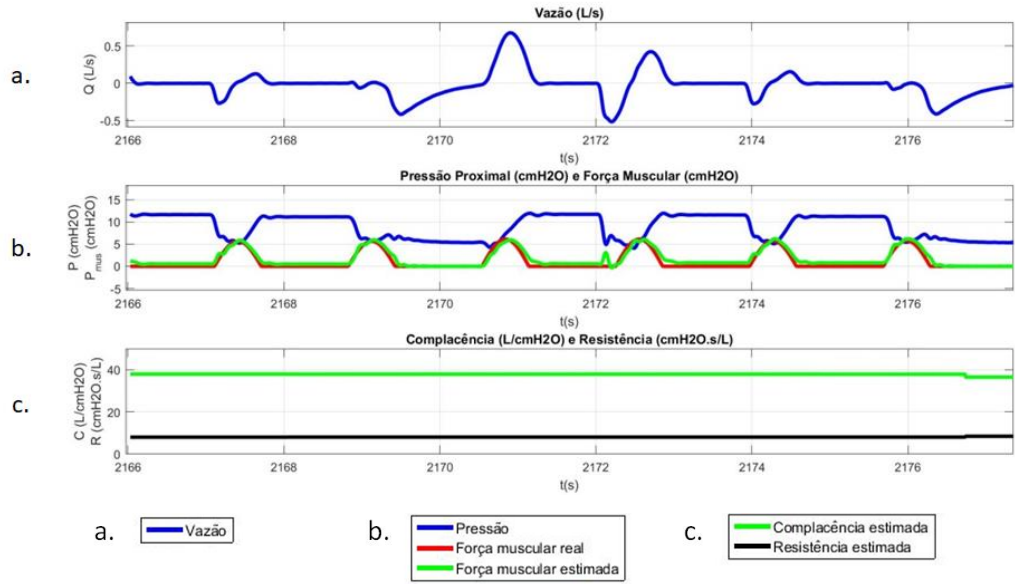 Vazão (L/s)
a.
Q (L/s)
0.5
0
-0.5
2166 2168 2170 2172 2174 2176
t(s)
Pressão Proximal (cmH2O) e Força Muscular (cmH2O)
b.
P (cmH2O)
P mus (cmH2O)
15
10
5
0
-5
2166 2168 2170 2172 2174 2176
t(s)
Complacência (L/cmH2O) e Resistência (cmH2O.s/L)
c.
C (L/cmH2O)
R (cmH2O.s/L)
40
20
0
2166 2168 2170 2172 2174 2176
t(s)
a. Vazão
b. Pressão
Força muscular real
Força muscular estimada
c. Complacência estimada
Resistência estimada